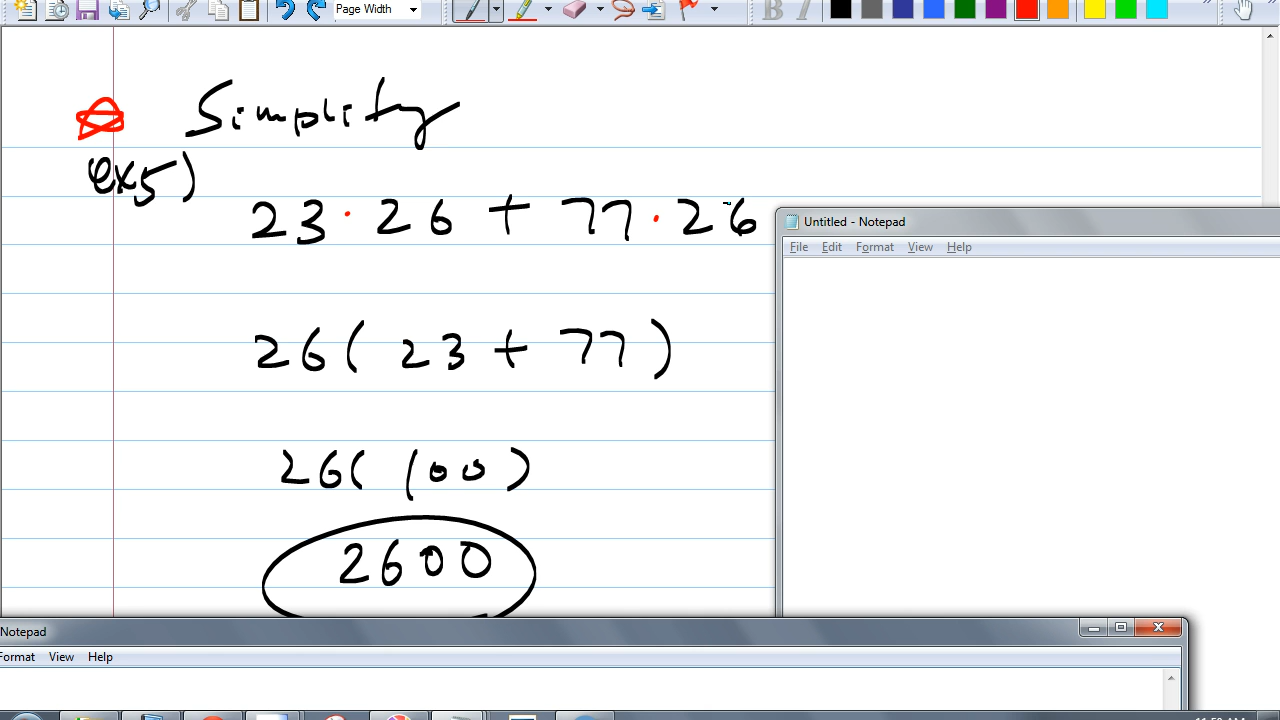 Page Width
B I
Simplify
ex5)
23 · 26 + 77 · 26
Untitled - Notepad
File Edit Format View Help
26( 23 + 77 )
26( 100 )
2600
Notepad
Format View Help